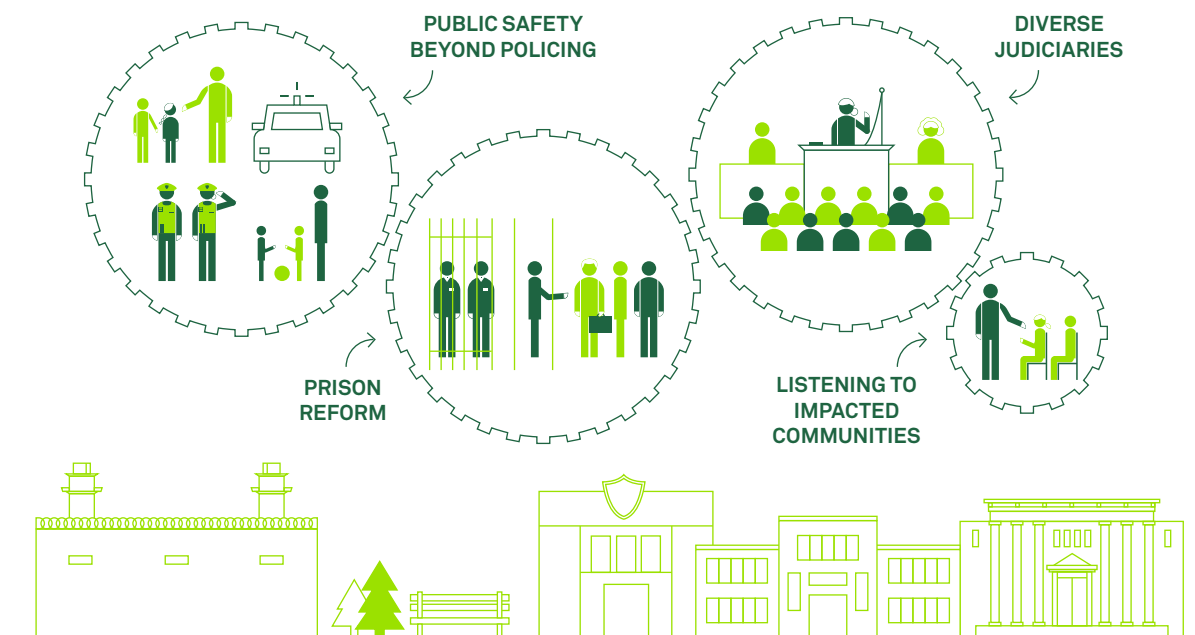 PUBLIC SAFETY
BEYOND POLICING
DIVERSE
JUDICIARIES
PRISON
REFORM
LISTENING TO
IMPACTED
COMMUNITIES